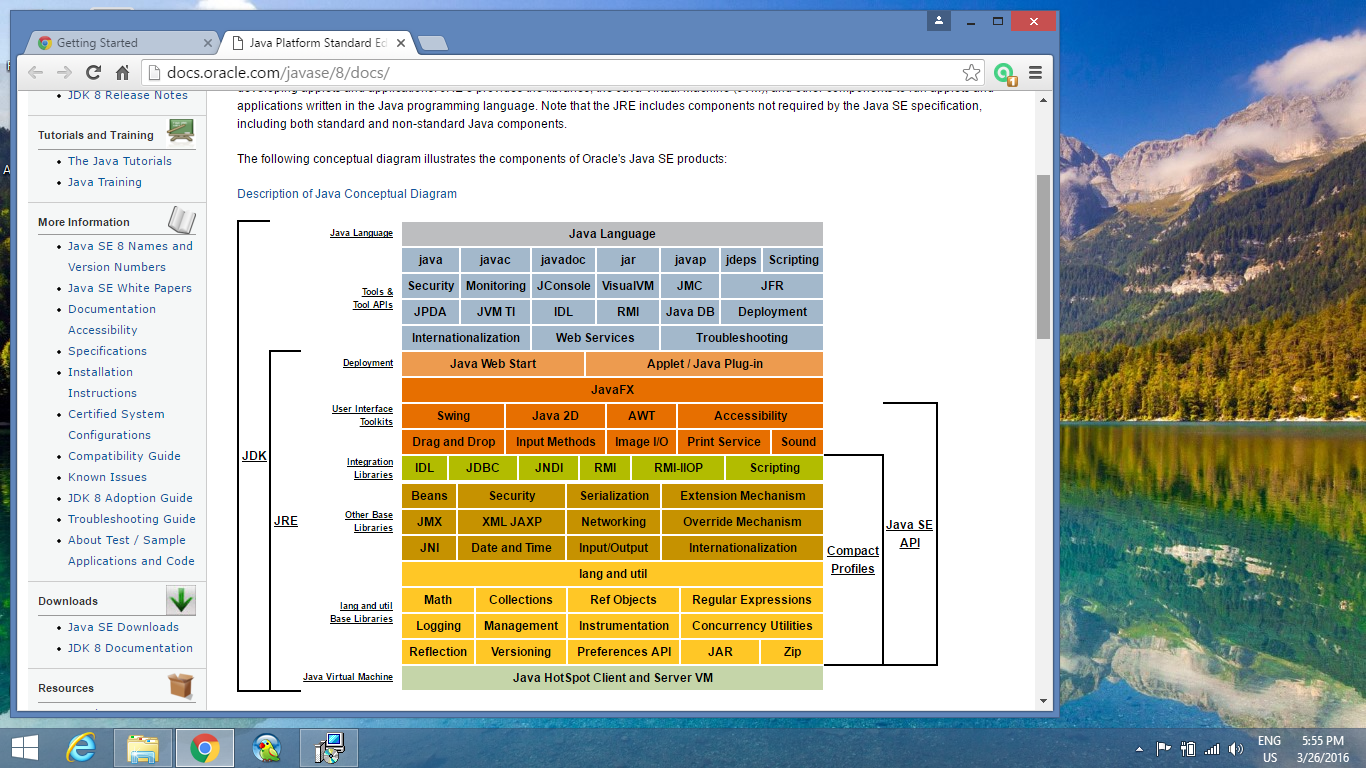 Getting Started
Java Platform Standard Ed
docs.oracle.com/javase/8/docs/
1
JDK 8 Release Notes
Tutorials and Training
The Java Tutorials
Java Training
More Information
Java SE 8 Names and
Version Numbers
Java SE White Papers
Documentation
Accessibility
Specifications
Installation
Instructions
Certified System
Configurations
Compatibility Guide
Known Issues
JDK 8 Adoption Guide
Troubleshooting Guide
About Test / Sample
Applications and Code
Downloads
Java SE Downloads
JDK 8 Documentation
Resources
applications written in the Java programming language. Note that the JRE includes components not required by the Java SE specification,
including both standard and non-standard Java components.
The following conceptual diagram illustrates the components of Oracle's Java SE products:
Description of Java Conceptual Diagram
Java Language Java Language
java javac javadoc jar javap jdeps Scripting
Tools &
Tool APIs
Security Monitoring JConsole VisualVM JMC JFR
JPDA JVM TI IDL RMI Java DB Deployment
Internationalization Web Services Troubleshooting
Deployment Java Web Start Applet / Java Plug-in
JavaFX
User Interface
Toolkits
Swing Java 2D AWT Accessibility
Drag and Drop Input Methods Image I/O Print Service Sound
JDK
Integration
Libraries
IDL JDBC JNDI RMI RMI-IIOP Scripting
JRE
Other Base
Libraries
Beans Security Serialization Extension Mechanism
JMX XML JAXP Networking Override Mechanism
JNI Date and Time Input/Output Internationalization
Compact
Profiles
Java SE
API
lang and util
lang and util
Base Libraries
Math Collections Ref Objects Regular Expressions
Logging Management Instrumentation Concurrency Utilities
Reflection Versioning Preferences API JAR Zip
Java Virtual Machine Java HotSpot Client and Server VM
ENG
US
5:55 PM
3/26/2016